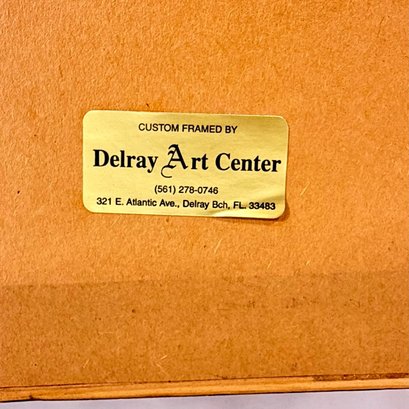 CUSTOM FRAMED BY
Delray Art Center
(561) 278-0746
321 E. Atlantic Ave., Delray Bch, FL. 33483